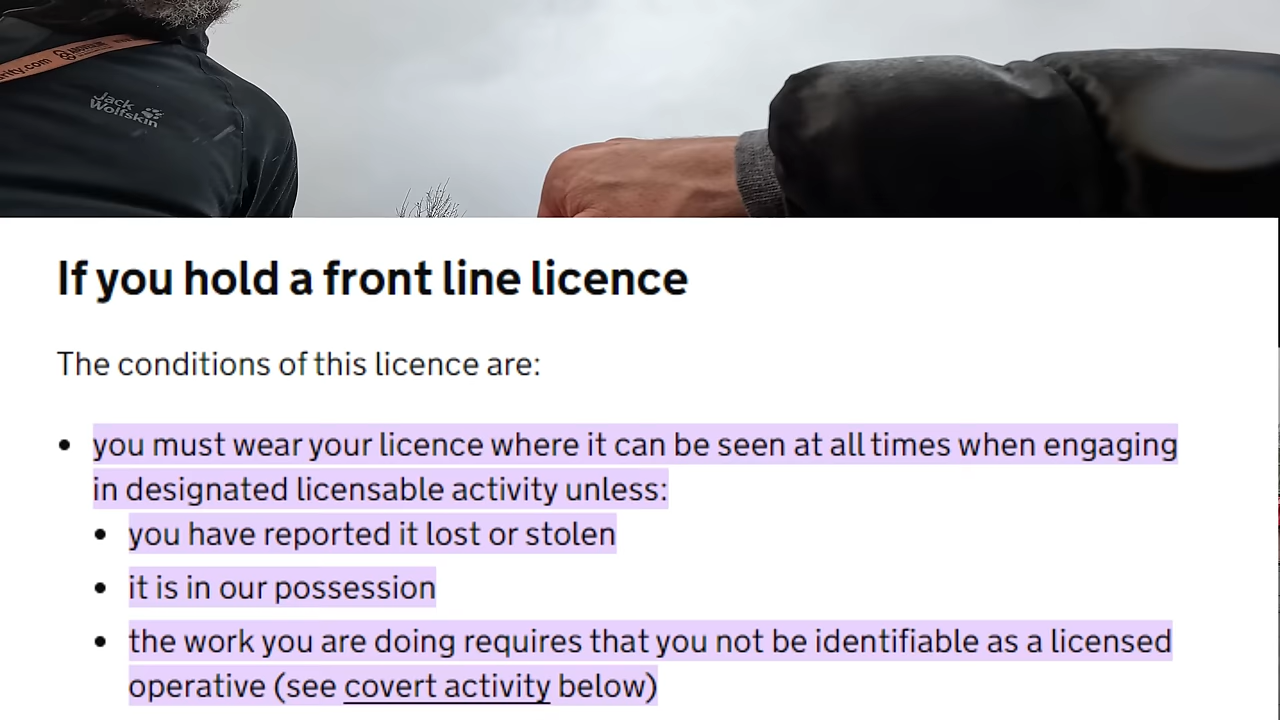 rity.com
Jack
Wolfskin
If you hold a front line licence
The conditions of this licence are:
you must wear your licence where it can be seen at all times when engaging
in designated licensable activity unless:
you have reported it lost or stolen
it is in our possession
the work you are doing requires that you not be identifiable as a licensed
operative (see covert activity below)